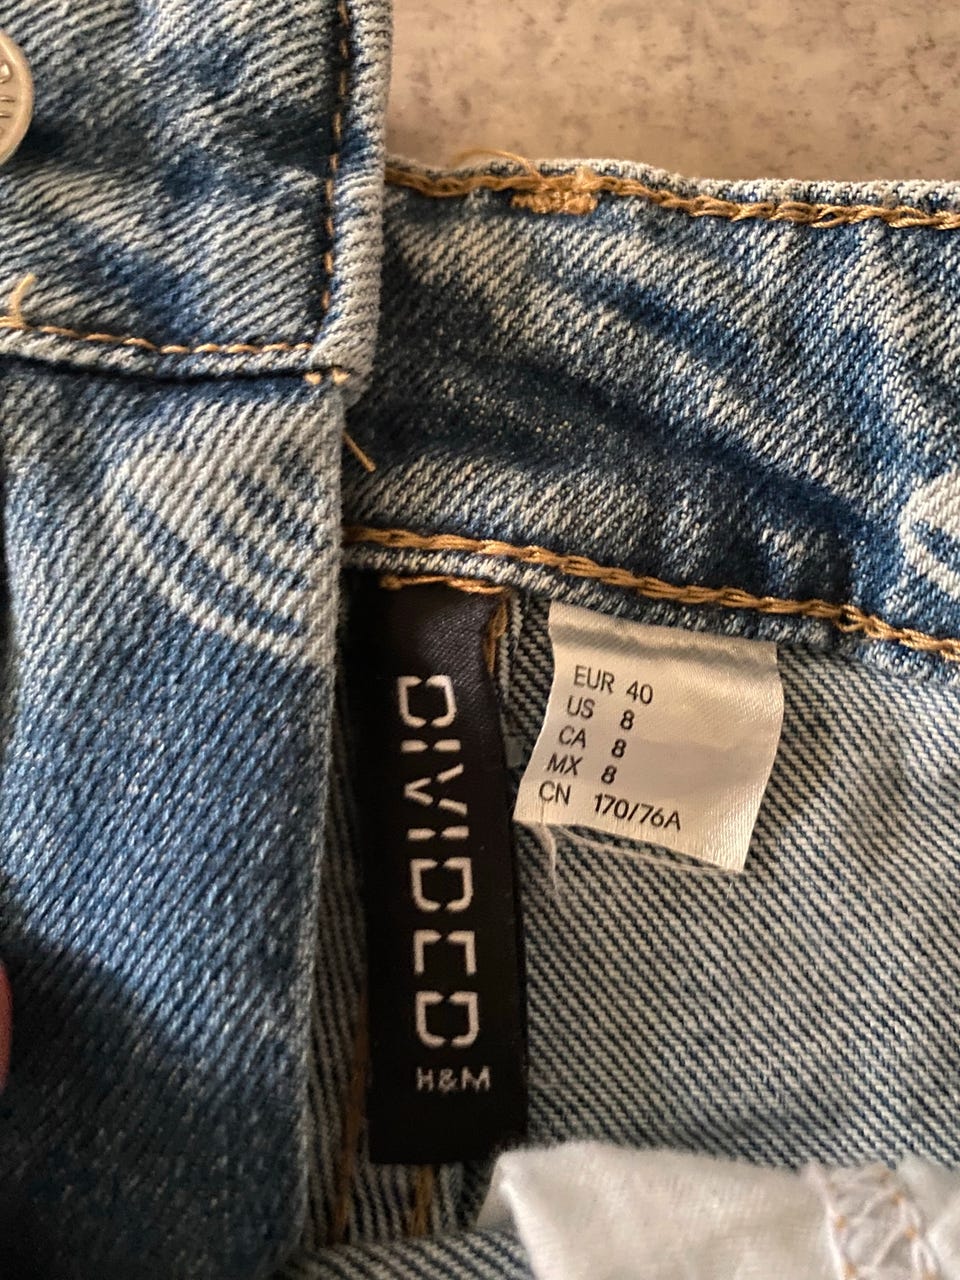 DIVIDED
H&M
EUR 40
US 8
CA 8
MX 8
CN 170/76A